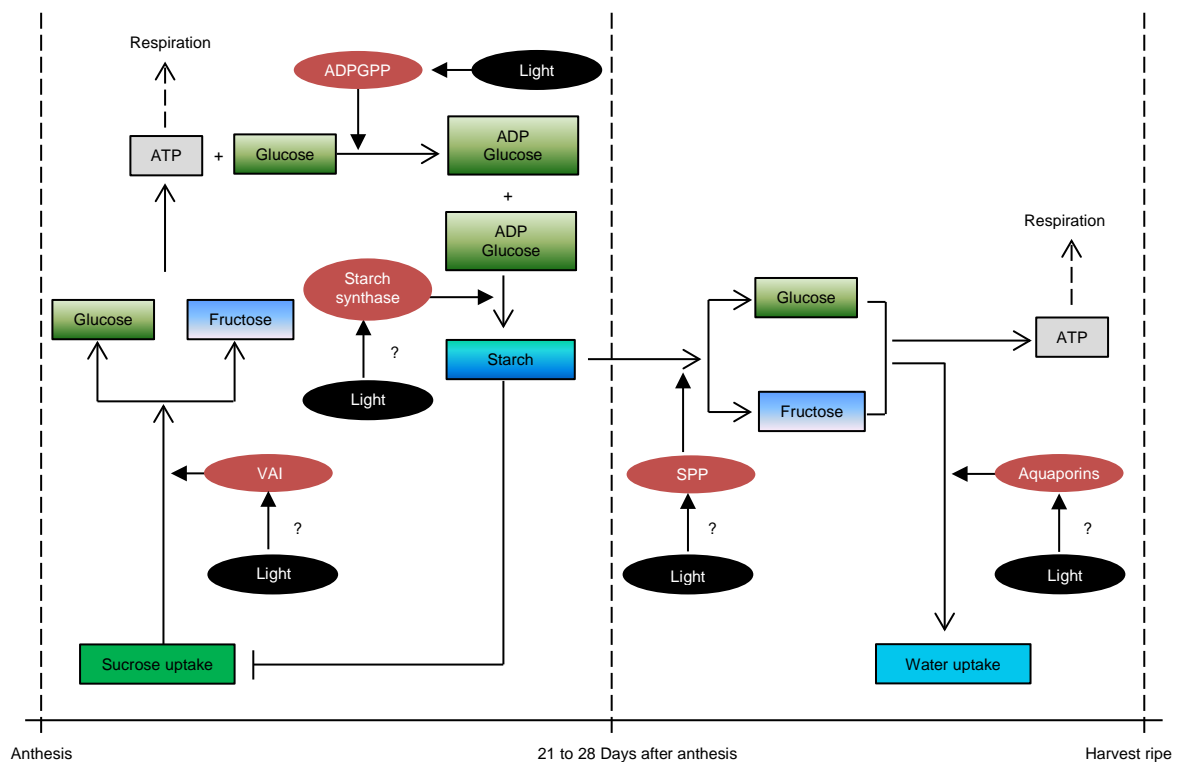 Respiration
ADPGPP
Light
ATP
+
Glucose
ADP
Glucose
+
ADP
Glucose
Starch
synthase
Glucose
Fructose
?
Starch
Light
VAI
?
Light
Sucrose uptake
Respiration
Glucose
ATP
Fructose
SPP
Aquaporins
?
?
Light
Light
Water uptake
Anthesis
21 to 28 Days after anthesis
Harvest ripe